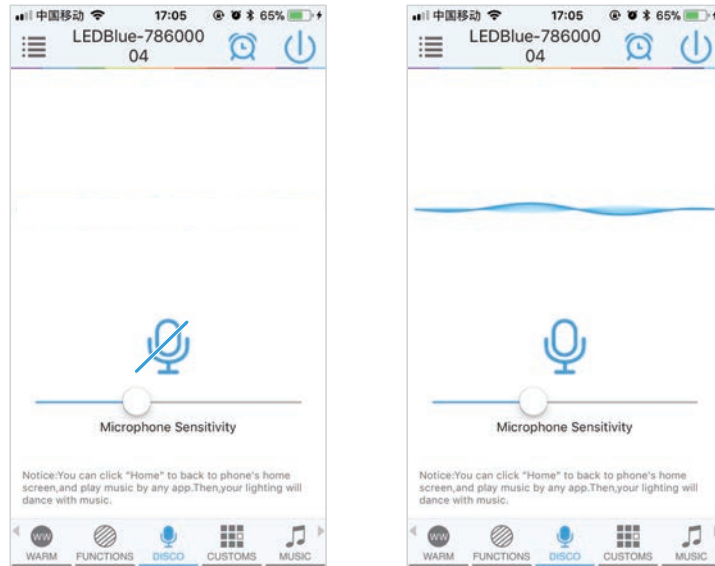 中国移动 17:05 65%
LEDBlue-786000
04
Microphone Sensitivity
Notice:You can click "Home" to back to phone's home
screen,and play music by any app.Then,your lighting will
dance with music.
WW
WARM FUNCTIONS DISCO CUSTOMS MUSIC
中国移动 17:05 65%
LEDBlue-786000
04
Microphone Sensitivity
Notice:You can click "Home" to back to phone's home
screen,and play music by any app.Then,your lighting will
dance with music.
WW
WARM FUNCTIONS DISCO CUSTOMS MUSIC